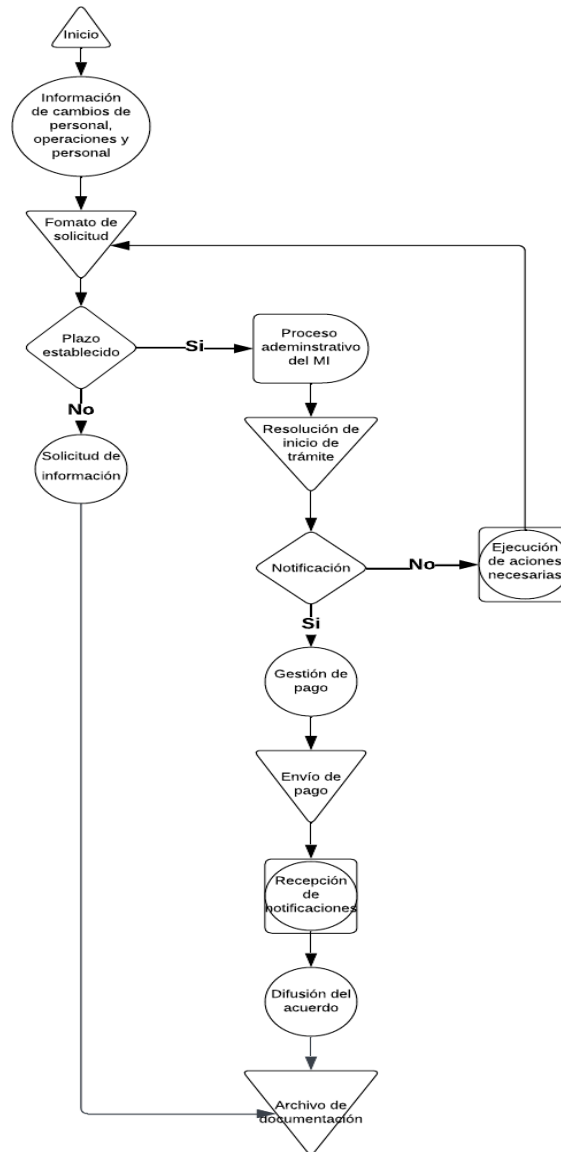 Inicio
Información
de cambios de
personal,
operaciones y
personal
Fomato de
solicitud
Plazo
establecido
Si
Proceso
ademinstrativo
del MI
No
Resolución de
inicio de
trámite
Solicitud de
información
Notificación
No
Ejecución
de aciones
necesarias
Si
Gestión de
pago
Envío de
pago
Recepción
de
notificaciones
Difusión del
acuerdo
Archivo de
documentación